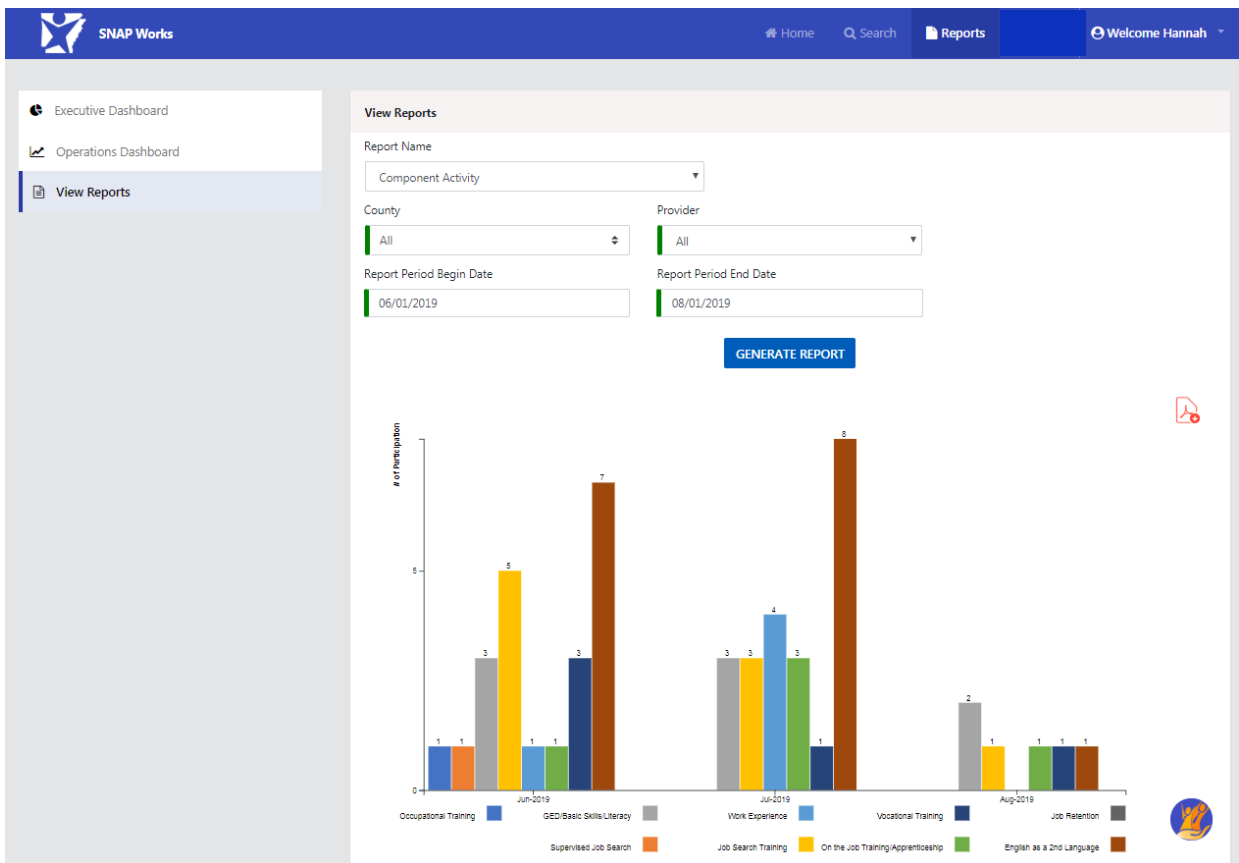 SNAP Works
Home Search Reports Welcome Hannah
Executive Dashboard
Operations Dashboard
View Reports
View Reports
Report Name
Component Activity
County Provider
All All
Report Period Begin Date Report Period End Date
06/01/2019 08/01/2019
GENERATE REPORT
# of Participation
8
7
5 5
4
3 3 3 3 3
2
1 1 1 1 1 1 1 1 1
0
Jun-2019 Jul-2019 Aug-2019
Occupational Training GED/Basic Skills/Literacy Work Experience Vocational Training Job Retention
Supervised Job Search Job Search Training On the Job Training/Apprenticeship English as a 2nd Language